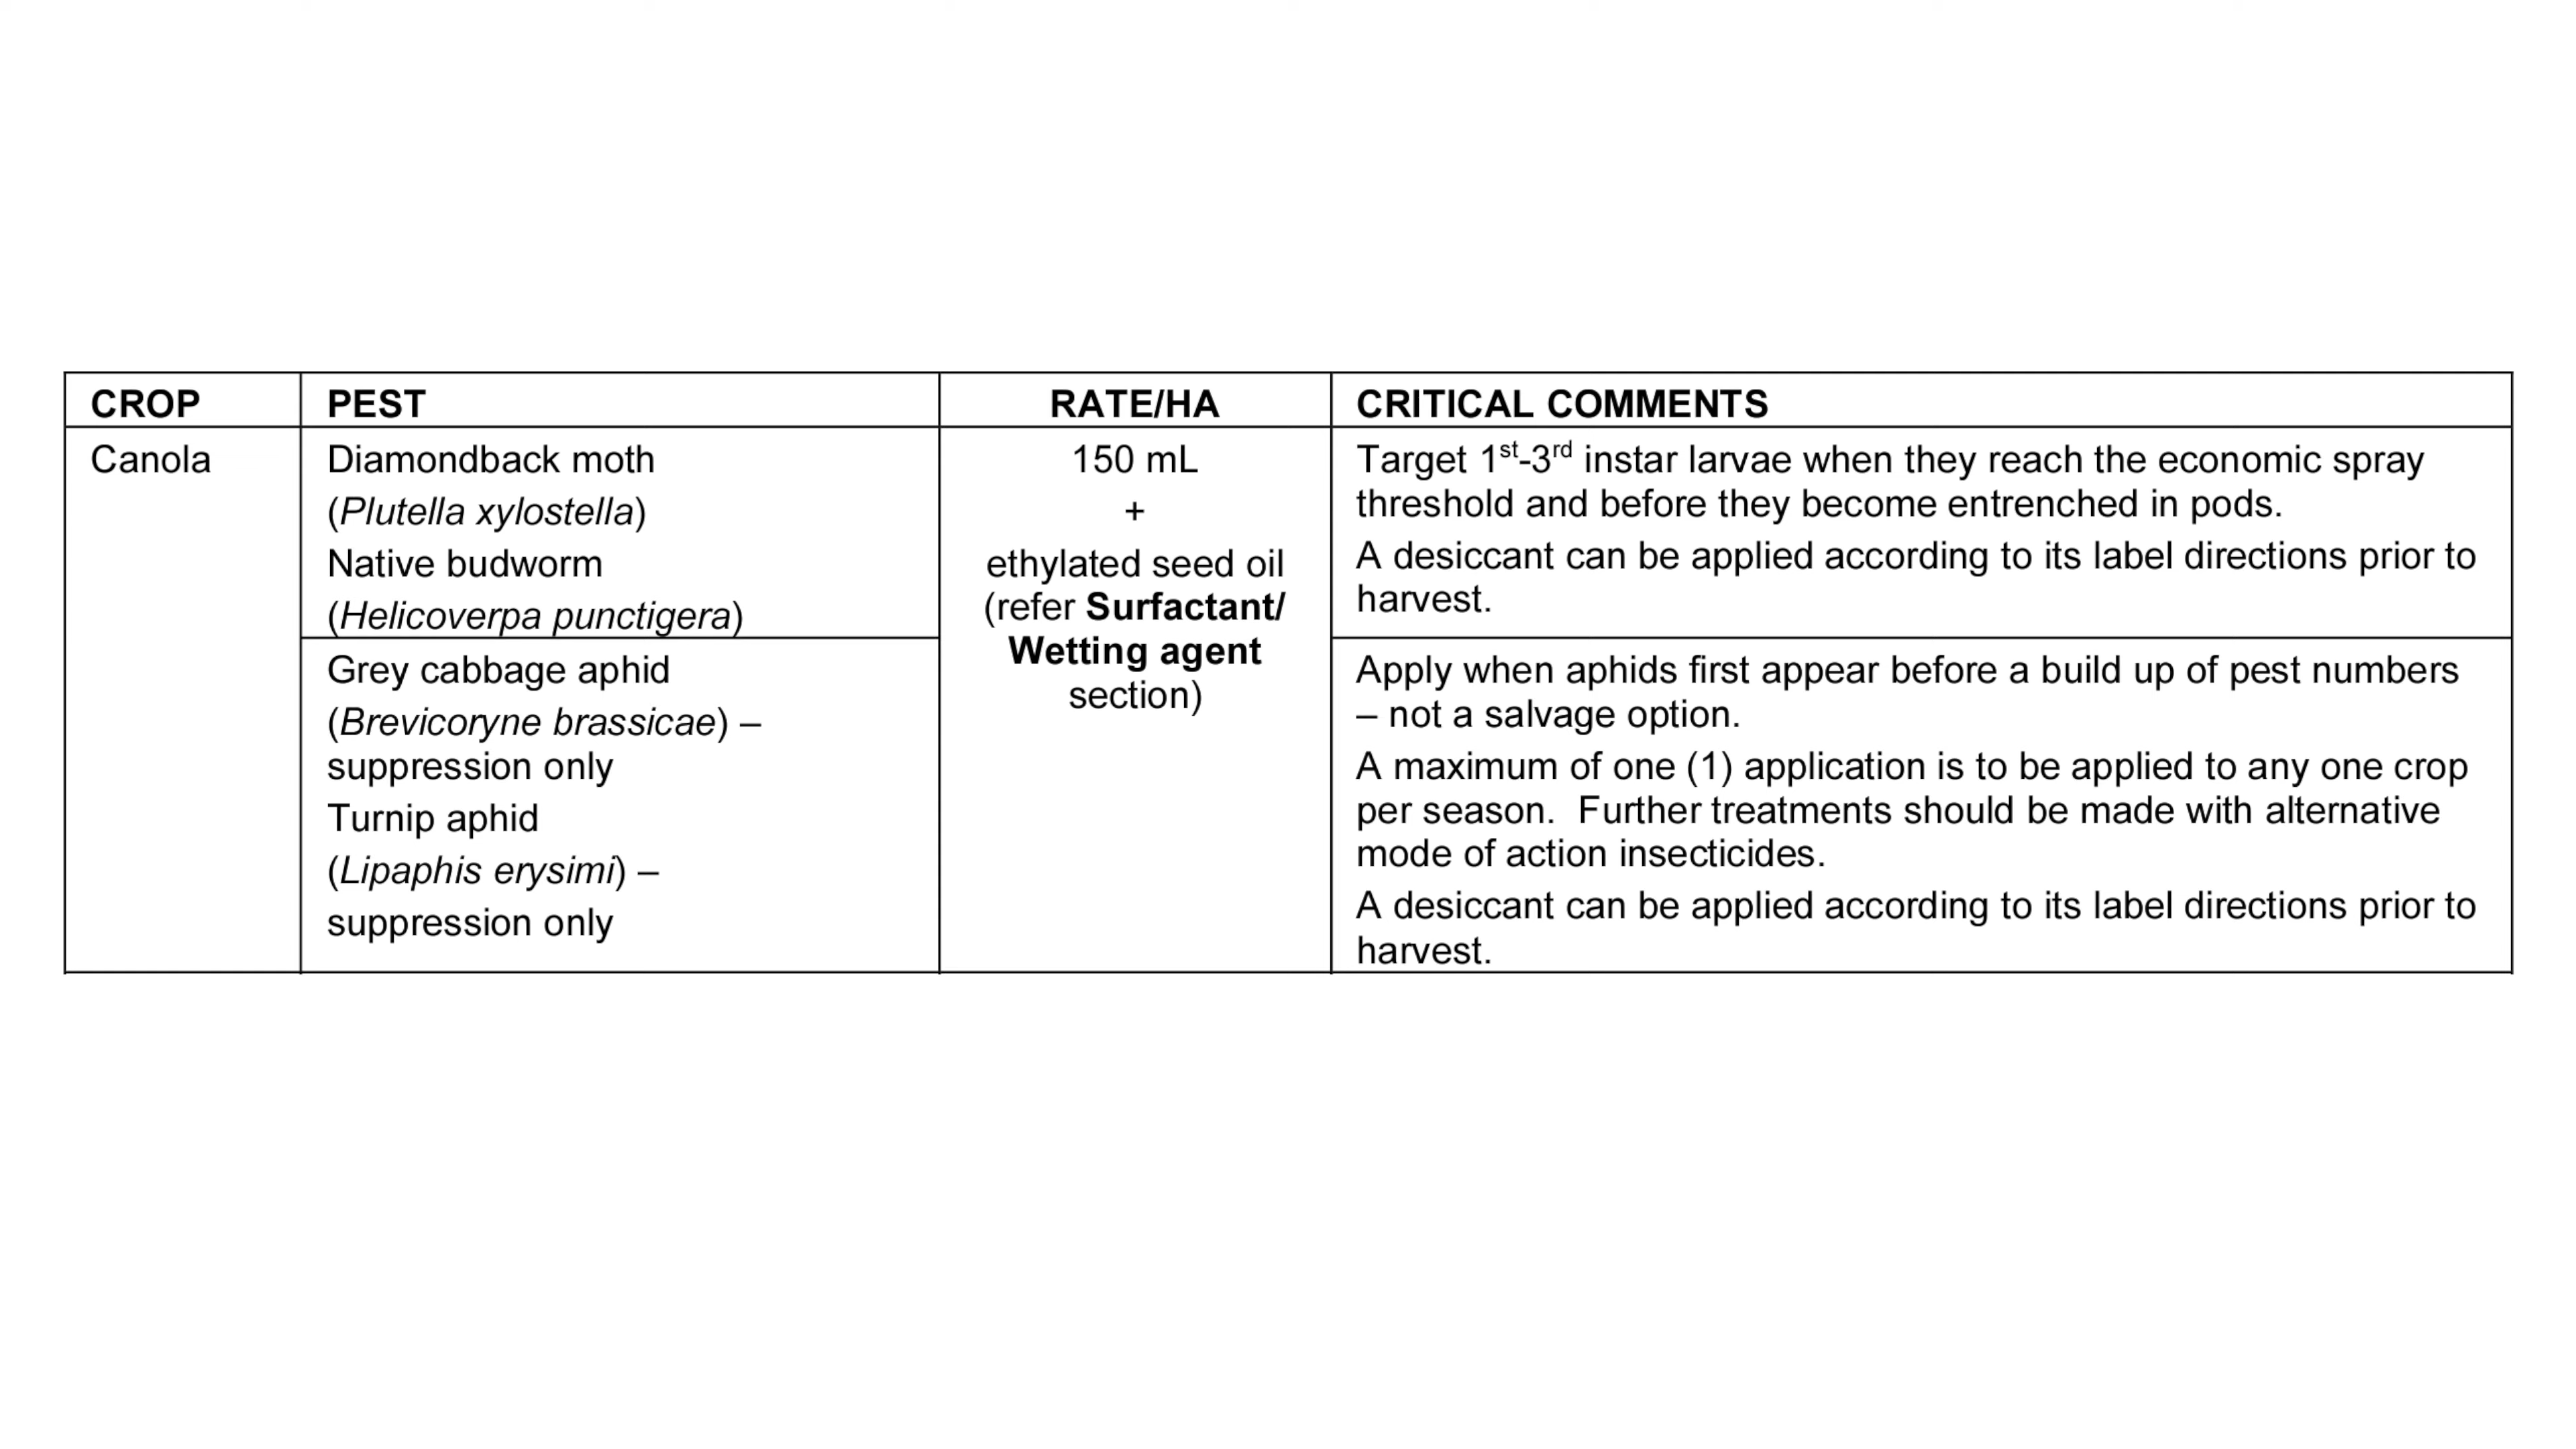 CROP
PEST
RATE/HA
CRITICAL COMMENTS
Canola
Diamondback moth
(Plutella xylostella)
Native budworm
(Helicoverpa punctigera)
150 mL
+
ethylated seed oil
(refer Surfactant/
Wetting agent
section)
Target 1st-3rd instar larvae when they reach the economic spray
threshold and before they become entrenched in pods.
A desiccant can be applied according to its label directions prior to
harvest.
Grey cabbage aphid
(Brevicoryne brassicae) –
suppression only
Turnip aphid
(Lipaphis erysimi) –
suppression only
Apply when aphids first appear before a build up of pest numbers
– not a salvage option.
A maximum of one (1) application is to be applied to any one crop
per season.  Further treatments should be made with alternative
mode of action insecticides.
A desiccant can be applied according to its label directions prior to
harvest.